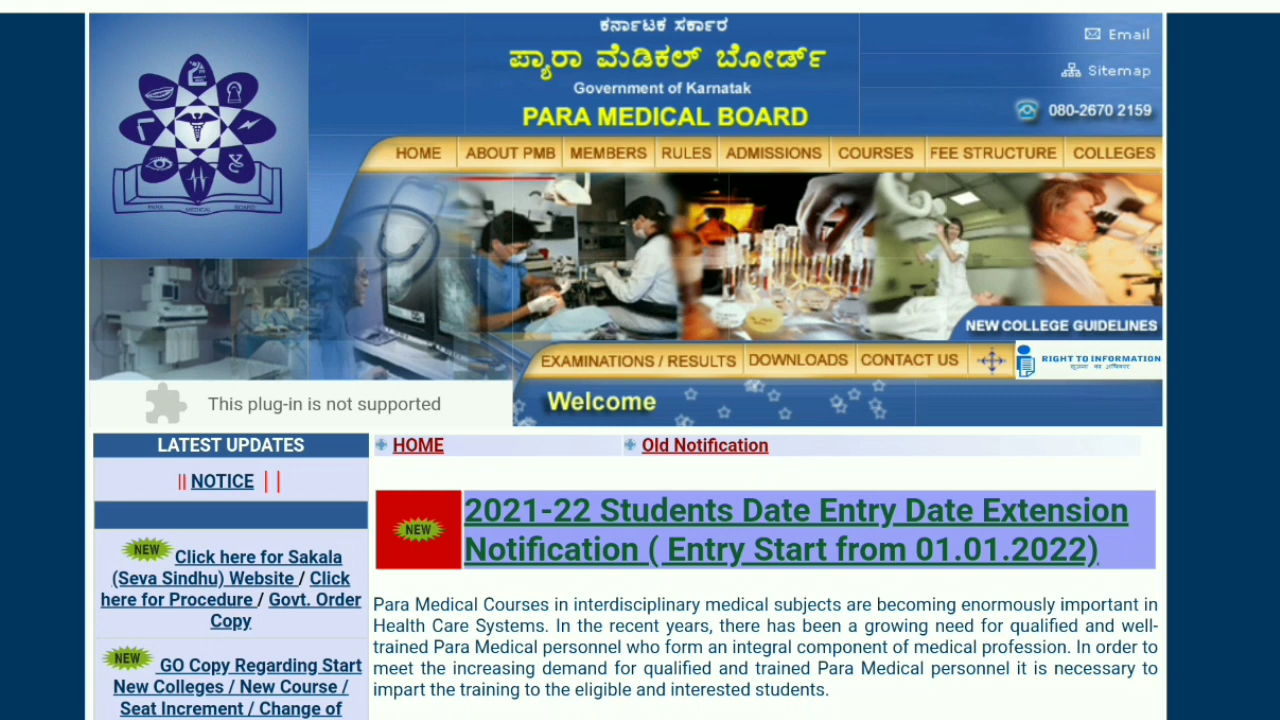 ಕರ್ನಾಟಕ ಸರ್ಕಾರ
ಪ್ಯಾರಾ ಮೆಡಿಕಲ್ ಬೋರ್ಡ್
Government of Karnatak
PARA MEDICAL BOARD
Email
Sitemap
080-2670 2159
PARA MEDICAL BOARD
HOME ABOUT PMB MEMBERS RULES ADMISSIONS COURSES FEE STRUCTURE COLLEGES
NEW COLLEGE GUIDELINES
EXAMINATIONS / RESULTS DOWNLOADS CONTACT US
RIGHT TO INFORMATION
सूचना का अधिकार
This plug-in is not supported
Welcome
LATEST UPDATES
|| NOTICE ||
NEW Click here for Sakala
(Seva Sindhu) Website / Click
here for Procedure / Govt. Order
Copy
NEW GO Copy Regarding Start
New Colleges / New Course /
Seat Increment / Change of
HOME Old Notification
NEW
2021-22 Students Date Entry Date Extension
Notification ( Entry Start from 01.01.2022)
Para Medical Courses in interdisciplinary medical subjects are becoming enormously important in
Health Care Systems. In the recent years, there has been a growing need for qualified and well-
trained Para Medical personnel who form an integral component of medical profession. In order to
meet the increasing demand for qualified and trained Para Medical personnel it is necessary to
impart the training to the eligible and interested students.